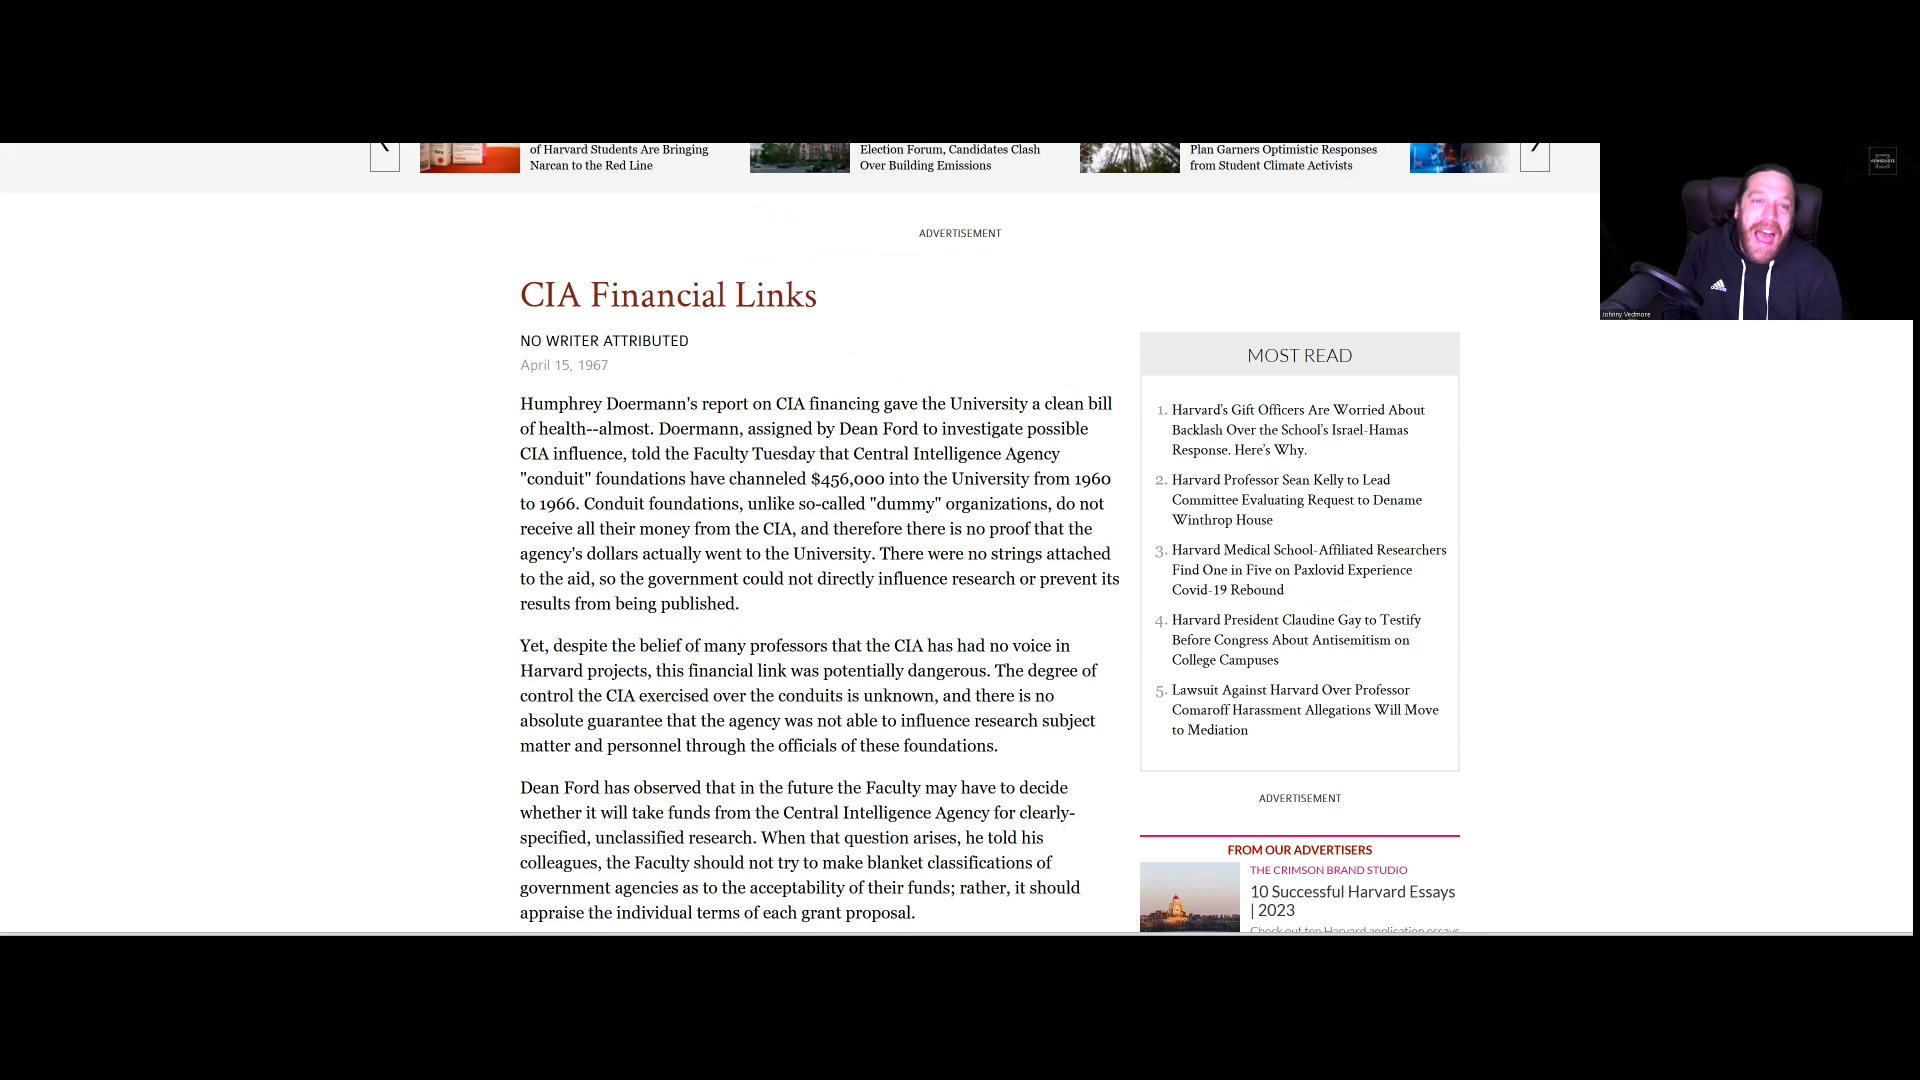 of Harvard Students Are Bringing
Narcan to the Red Line
Election Forum, Candidates Clash
Over Building Emissions
Plan Garners Optimistic Responses
from Student Climate Activists
Johnny Vedmore
ADVERTISEMENT
CIA Financial Links
NO WRITER ATTRIBUTED
April 15, 1967
Humphrey Doermann's report on CIA financing gave the University a clean bill
of health--almost. Doermann, assigned by Dean Ford to investigate possible
CIA influence, told the Faculty Tuesday that Central Intelligence Agency
"conduit" foundations have channeled $456,000 into the University from 1960
to 1966. Conduit foundations, unlike so-called "dummy" organizations, do not
receive all their money from the CIA, and therefore there is no proof that the
agency's dollars actually went to the University. There were no strings attached
to the aid, so the government could not directly influence research or prevent its
results from being published.
Yet, despite the belief of many professors that the CIA has had no voice in
Harvard projects, this financial link was potentially dangerous. The degree of
control the CIA exercised over the conduits is unknown, and there is no
absolute guarantee that the agency was not able to influence research subject
matter and personnel through the officials of these foundations.
Dean Ford has observed that in the future the Faculty may have to decide
whether it will take funds from the Central Intelligence Agency for clearly-
specified, unclassified research. When that question arises, he told his
colleagues, the Faculty should not try to make blanket classifications of
government agencies as to the acceptability of their funds; rather, it should
appraise the individual terms of each grant proposal.
MOST READ
1. Harvard's Gift Officers Are Worried About
Backlash Over the School's Israel-Hamas
Response. Here's Why.
2. Harvard Professor Sean Kelly to Lead
Committee Evaluating Request to Dename
Winthrop House
3. Harvard Medical School-Affiliated Researchers
Find One in Five on Paxlovid Experience
Covid-19 Rebound
4. Harvard President Claudine Gay to Testify
Before Congress About Antisemitism on
College Campuses
5. Lawsuit Against Harvard Over Professor
Comaroff Harassment Allegations Will Move
to Mediation
ADVERTISEMENT
FROM OUR ADVERTISERS
THE CRIMSON BRAND STUDIO
10 Successful Harvard Essays
| 2023
Check out ten Harvard application essays